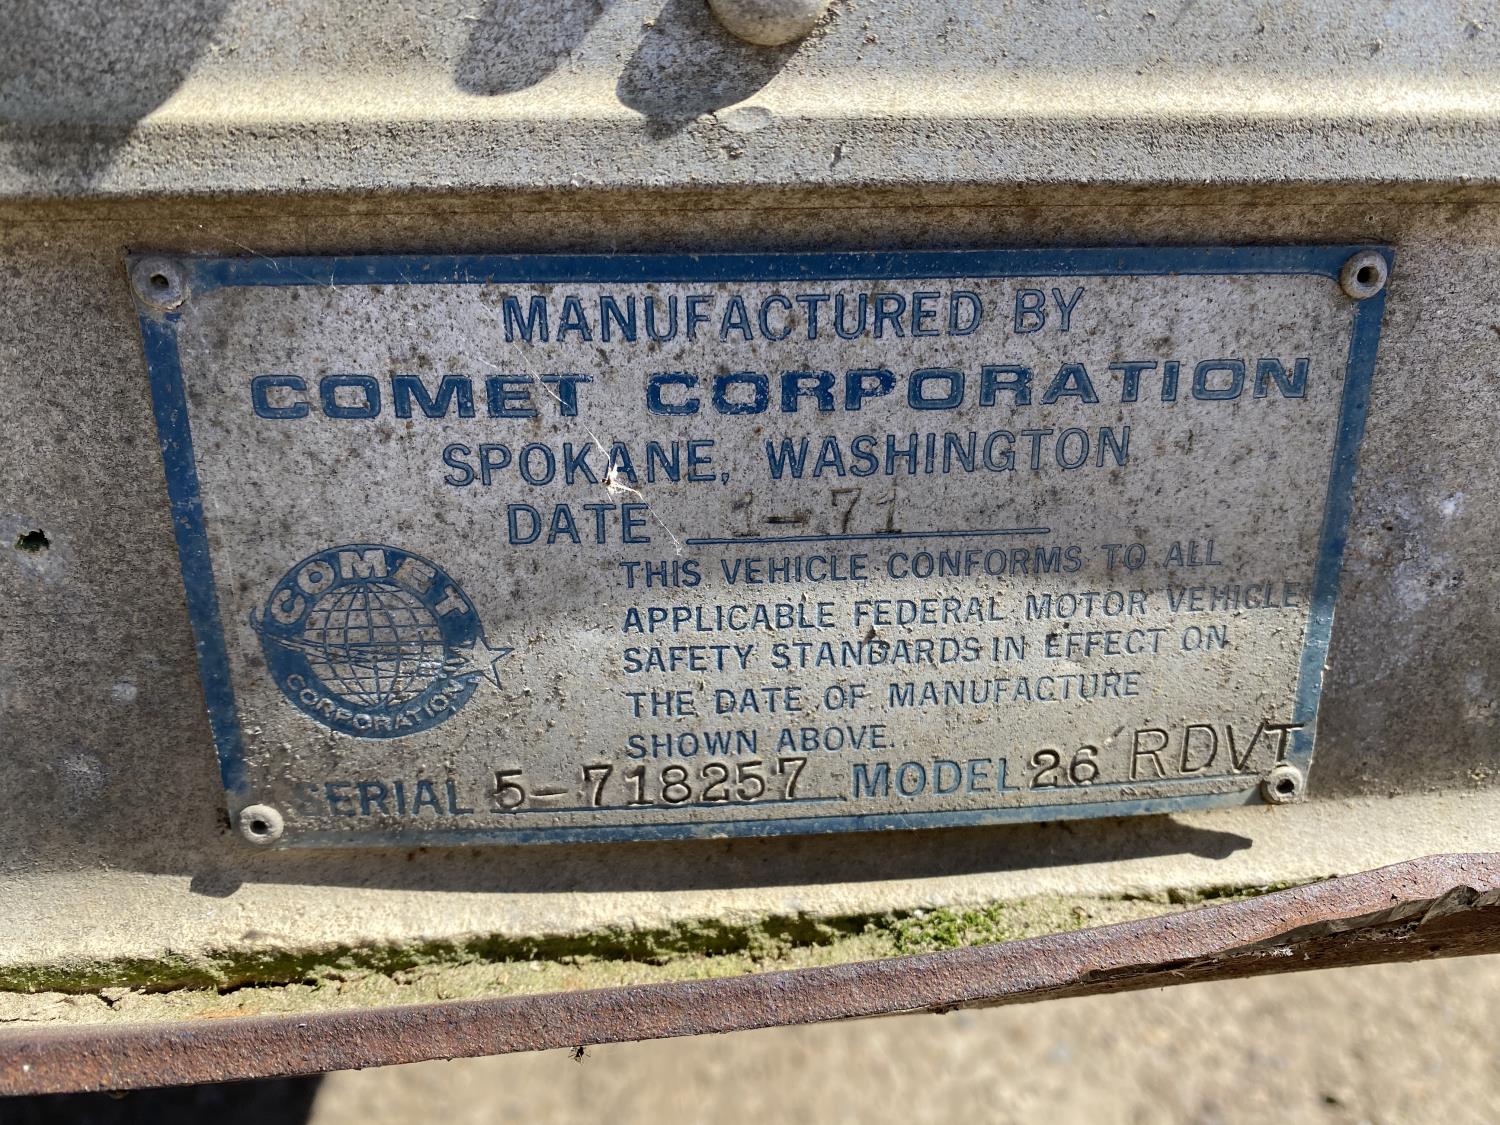 MANUFACTURED BY
COMET CORPORATION
SPOKANE, WASHINGTON
DATE 1-71
THIS VEHICLE CONFORMS TO ALL
APPLICABLE FEDERAL MOTOR VEHICLE
SAFETY STANDARDS IN EFFECT ON
THE DATE OF MANUFACTURE
SHOWN ABOVE.
COMET
CORPORATION
SERIAL 5-718257 MODEL 26 RDVT